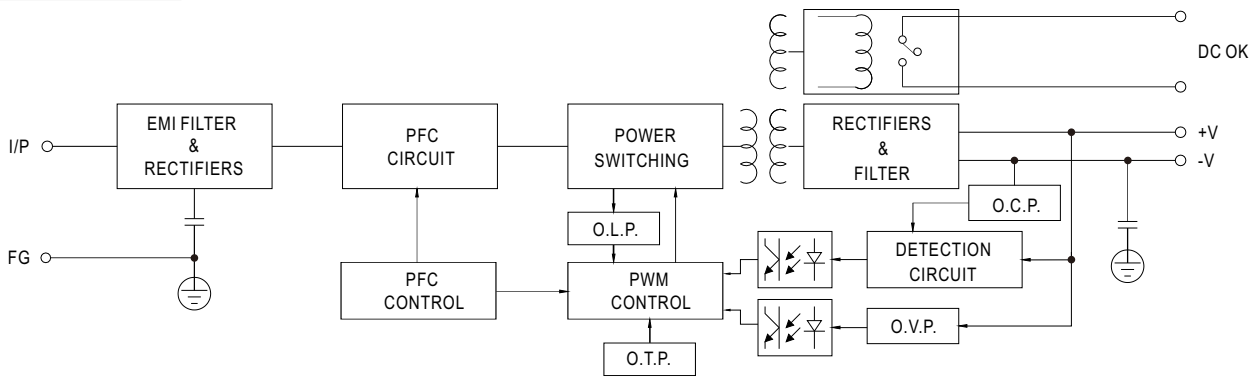 DC OK
I/P
EMI FILTER
&
RECTIFIERS
PFC
CIRCUIT
POWER
SWITCHING
RECTIFIERS
&
FILTER
+V
-V
O.L.P.
O.C.P.
FG
PFC
CONTROL
PWM
CONTROL
DETECTION
CIRCUIT
O.V.P.
O.T.P.